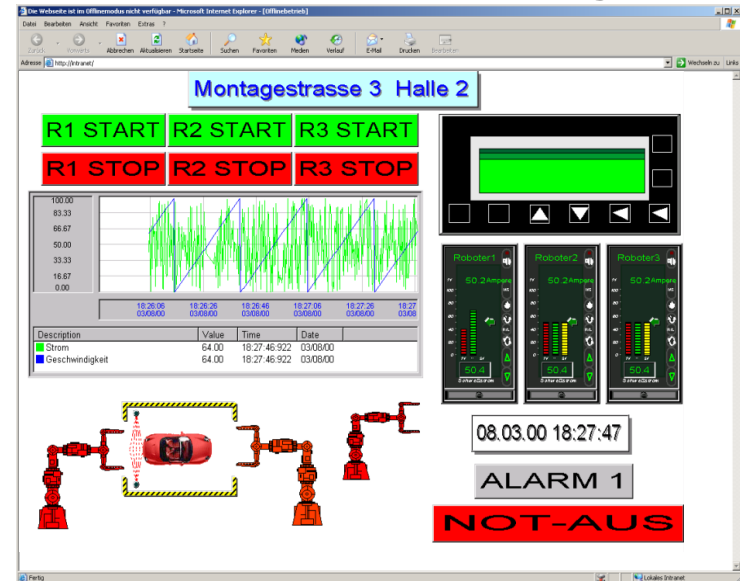 Die Webseite ist im Offlinemodus nicht verfügbar - Microsoft Internet Explorer - [Offlinebetrieb]
Datei Bearbeiten Ansicht Favoriten Extras ?
Zurück Vorwärts Abbrechen Aktualisieren Startseite Suchen Favoriten Medien Verlauf E-Mail Drucken Bearbeiten
Adresse http://intranet/ Wechseln zu Links
Montagestrasse 3 Halle 2
R1 START R2 START R3 START
R1 STOP R2 STOP R3 STOP
100.00
83.33
66.67
50.00
33.33
16.67
0.00
18:26:06 18:26:26 18:26:46 18:27:06 18:27:26 18:27
03/08/00 03/08/00 03/08/00 03/08/00 03/08/00 03/08
Description Value Time Date
Strom 64.00 18:27:46:922 03/08/00
Geschwindigkeit 64.00 18:27:46:922 03/08/00
Roboter1 Roboter2 Roboter3
50.2Ampere 50.2Ampere 50.2Ampere
50.4 50.4 50.4
08.03.00 18:27:47
ALARM 1
NOT-AUS
Fertig Lokales Intranet